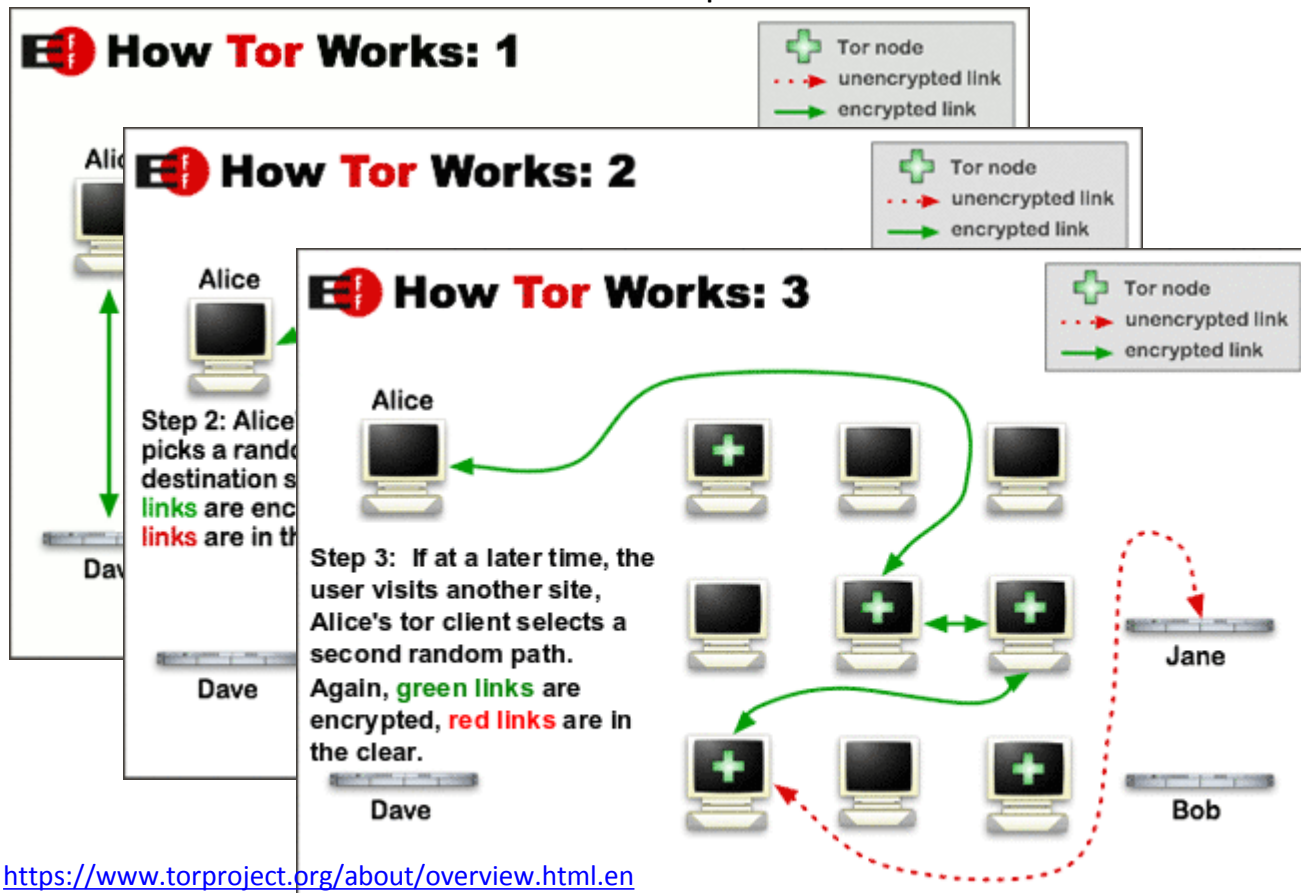 EFF How Tor Works: 1
Tor node
unencrypted link
encrypted link
EFF How Tor Works: 2
Tor node
unencrypted link
encrypted link
Alice
Step 2: Alice'
picks a rando
destination s
links are enc
links are in th
Dave
EFF How Tor Works: 3
Tor node
unencrypted link
encrypted link
Alice
Step 3: If at a later time, the
user visits another site,
Alice's tor client selects a
second random path.
Again, green links are
encrypted, red links are in
the clear.
Dave
Jane
Bob
https://www.torproject.org/about/overview.html.en